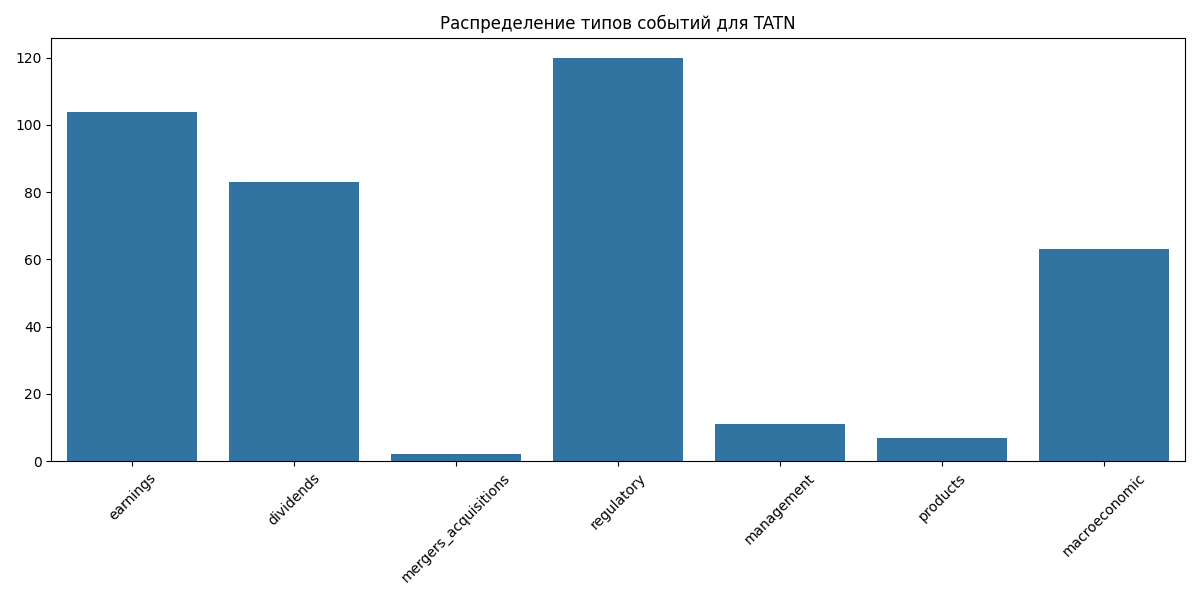 Распределение типов событий для TATN
120
100
80
60
40
20
0
earnings
dividends
mergers_acquisitions
regulatory
management
products
macroeconomic